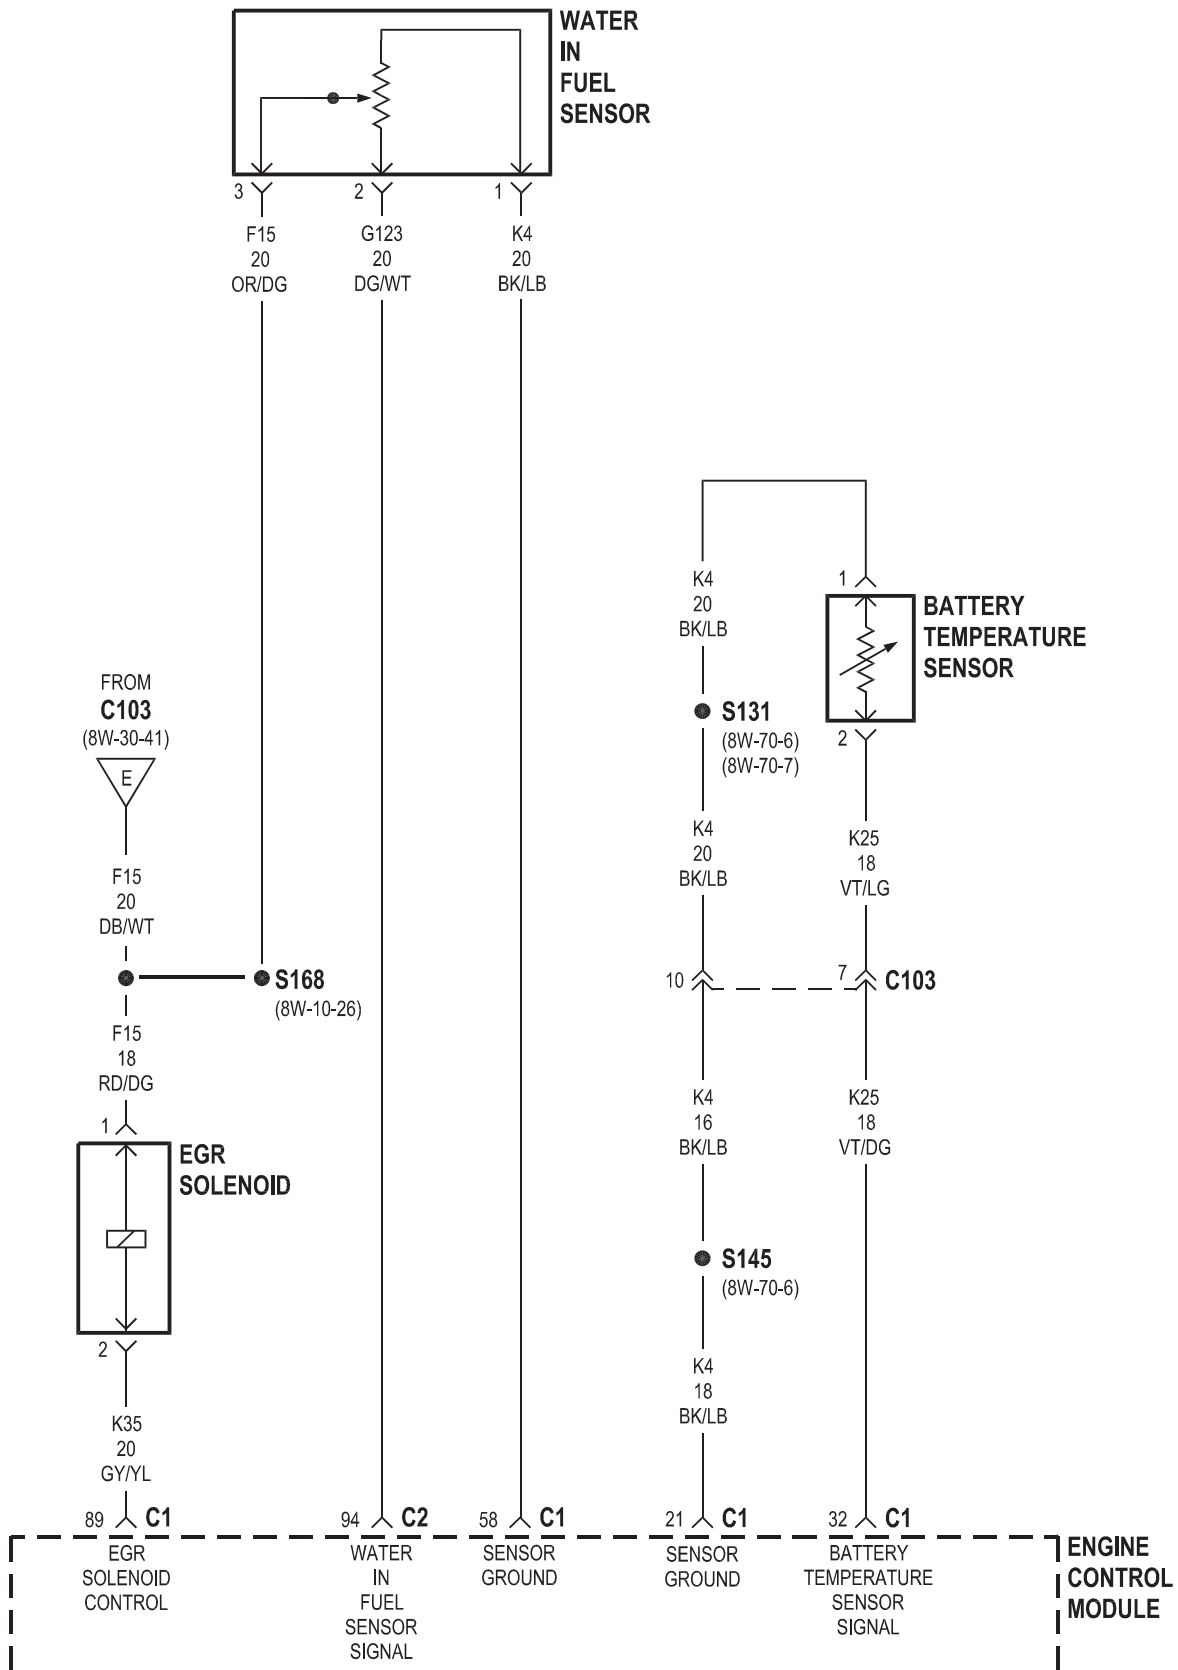 WATER
IN
FUEL
SENSOR
3
2
1
F15
20
OR/DG
G123
20
DG/WT
K4
20
BK/LB
K4
20
BK/LB
1
BATTERY
TEMPERATURE
SENSOR
2
S131
(8W-70-6)
(8W-70-7)
FROM
C103
(8W-30-41)
E
K4
20
BK/LB
K25
18
VT/LG
F15
20
DB/WT
S168
(8W-10-26)
10
7
C103
F15
18
RD/DG
K4
16
BK/LB
K25
18
VT/DG
1
EGR
SOLENOID
2
S145
(8W-70-6)
K4
18
BK/LB
K35
20
GY/YL
89
C1
94
C2
58
C1
21
C1
32
C1
EGR
SOLENOID
CONTROL
WATER
IN
FUEL
SENSOR
SIGNAL
SENSOR
GROUND
SENSOR
GROUND
BATTERY
TEMPERATURE
SENSOR
SIGNAL
ENGINE
CONTROL
MODULE